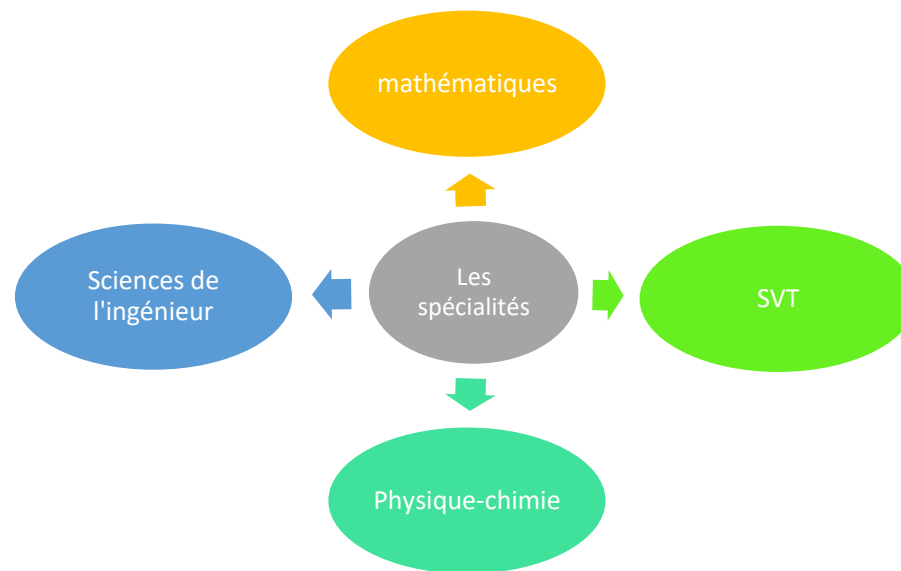 mathématiques
Sciences de
l'ingénieur
Les
spécialités
SVT
Physique-chimie